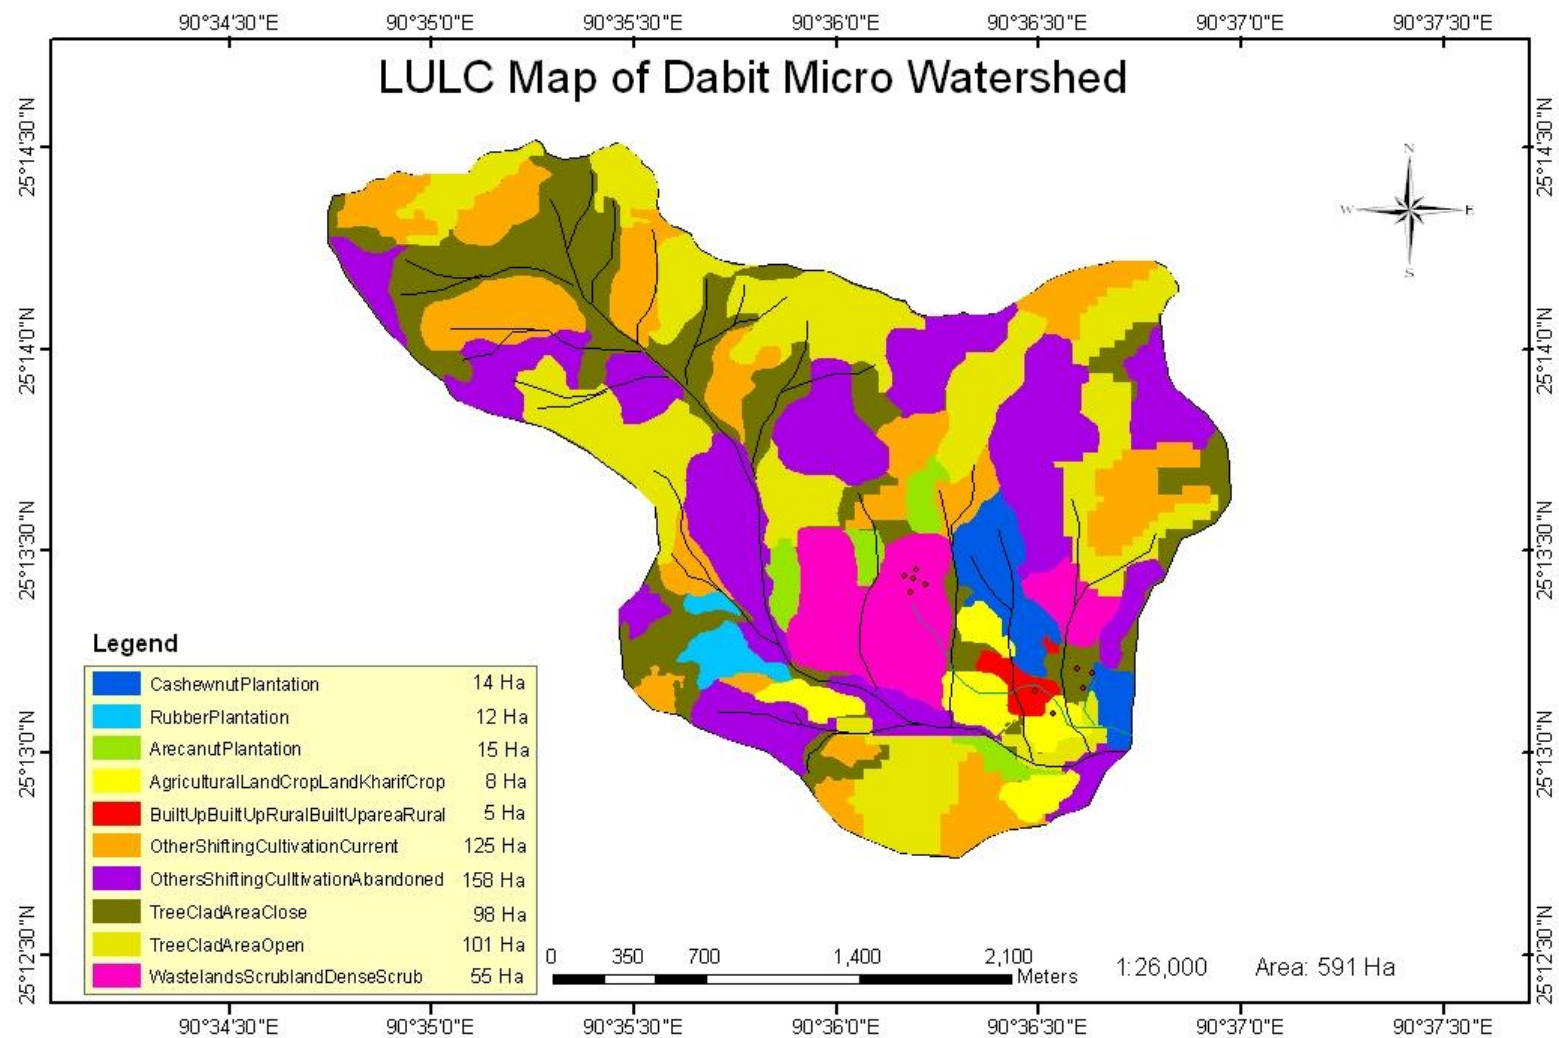 90°34'30"E 90°35'0"E 90°35'30"E 90°36'0"E 90°36'30"E 90°37'0"E 90°37'30"E
LULC Map of Dabit Micro Watershed
25°14'30"N 25°14'30"N
N
W E
S
25°14'0"N 25°14'0"N
25°13'30"N 25°13'30"N
Legend
CashewnutPlantation 14 Ha
RubberPlantation 12 Ha
ArecanutPlantation 15 Ha
AgriculturalLandCropLandKharifCrop 8 Ha
BuiltUpBuiltUpRuralBuiltUpareaRural 5 Ha
OtherShiftingCultivationCurrent 125 Ha
OthersShiftingCulltivationAbandoned 158 Ha
TreeCladAreaClose 98 Ha
TreeCladAreaOpen 101 Ha
WastelandsScrublandDenseScrub 55 Ha
25°13'0"N 25°13'0"N
25°12'30"N 25°12'30"N
0 350 700 1,400 2,100
Meters
1:26,000 Area: 591 Ha
90°34'30"E 90°35'0"E 90°35'30"E 90°36'0"E 90°36'30"E 90°37'0"E 90°37'30"E